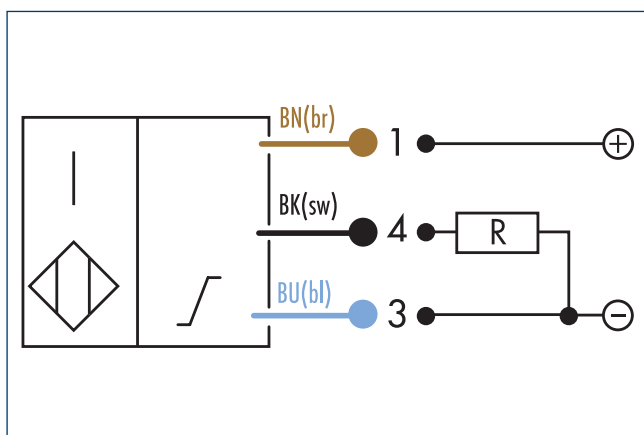 BN(br) 1 +
BK(sw) 4 R
BU(bl) 3 −